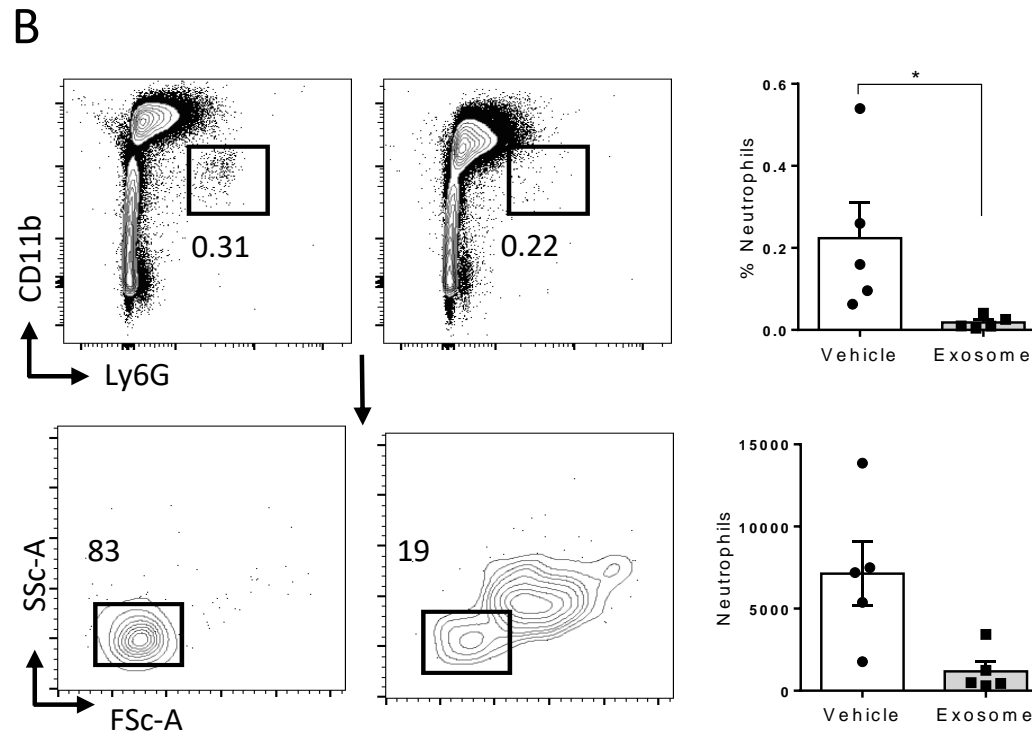 B
CD11b
0.31
0.22
Ly6G
*
% Neutrophils
0.6
0.4
0.2
0.0
Vehicle Exosome
SSc-A
83
19
FSc-A
Neutrophils
15000
10000
5000
0
Vehicle Exosome